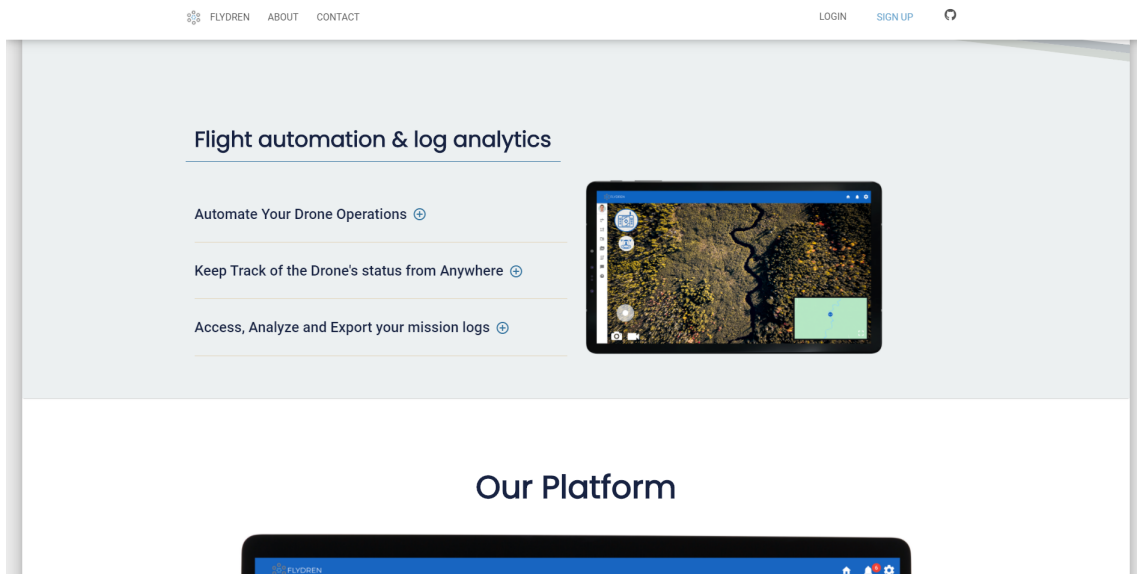 FLYDREN ABOUT CONTACT LOGIN SIGN UP
Flight automation & log analytics
Automate Your Drone Operations
Keep Track of the Drone's status from Anywhere
Access, Analyze and Export your mission logs
Our Platform
FLYDREN